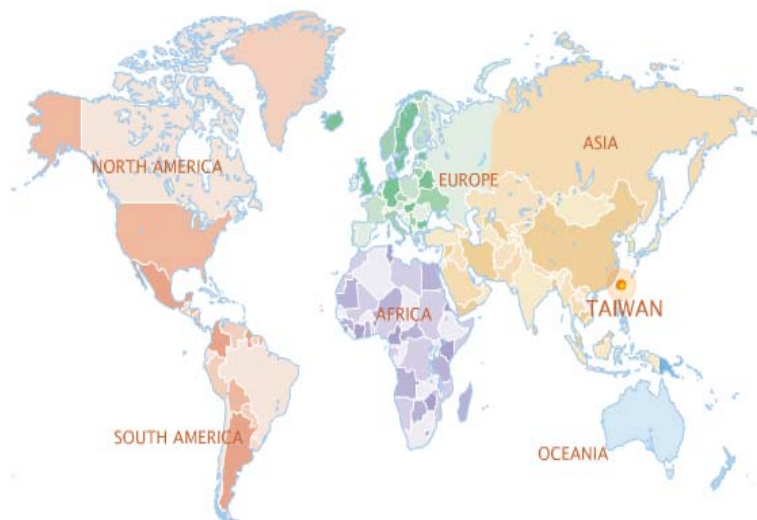 NORTH AMERICA
EUROPE
ASIA
AFRICA
TAIWAN
SOUTH AMERICA
OCEANIA